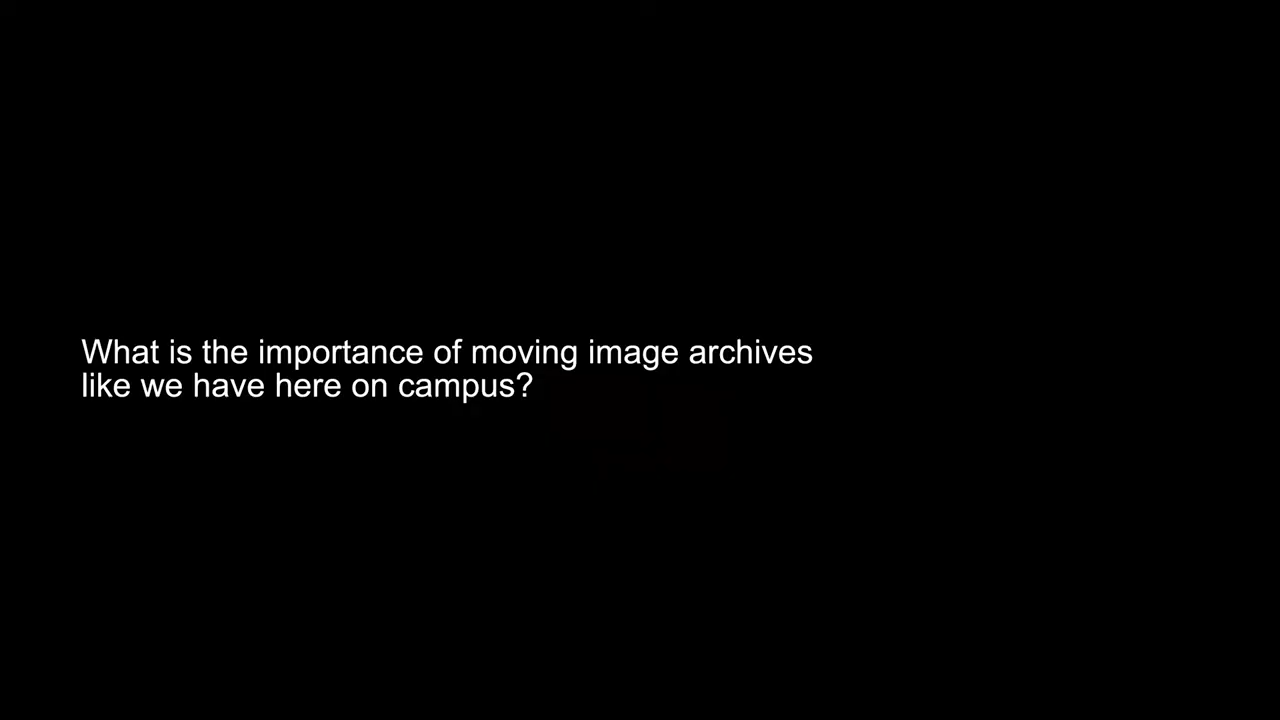 What is the importance of moving image archives
like we have here on campus?